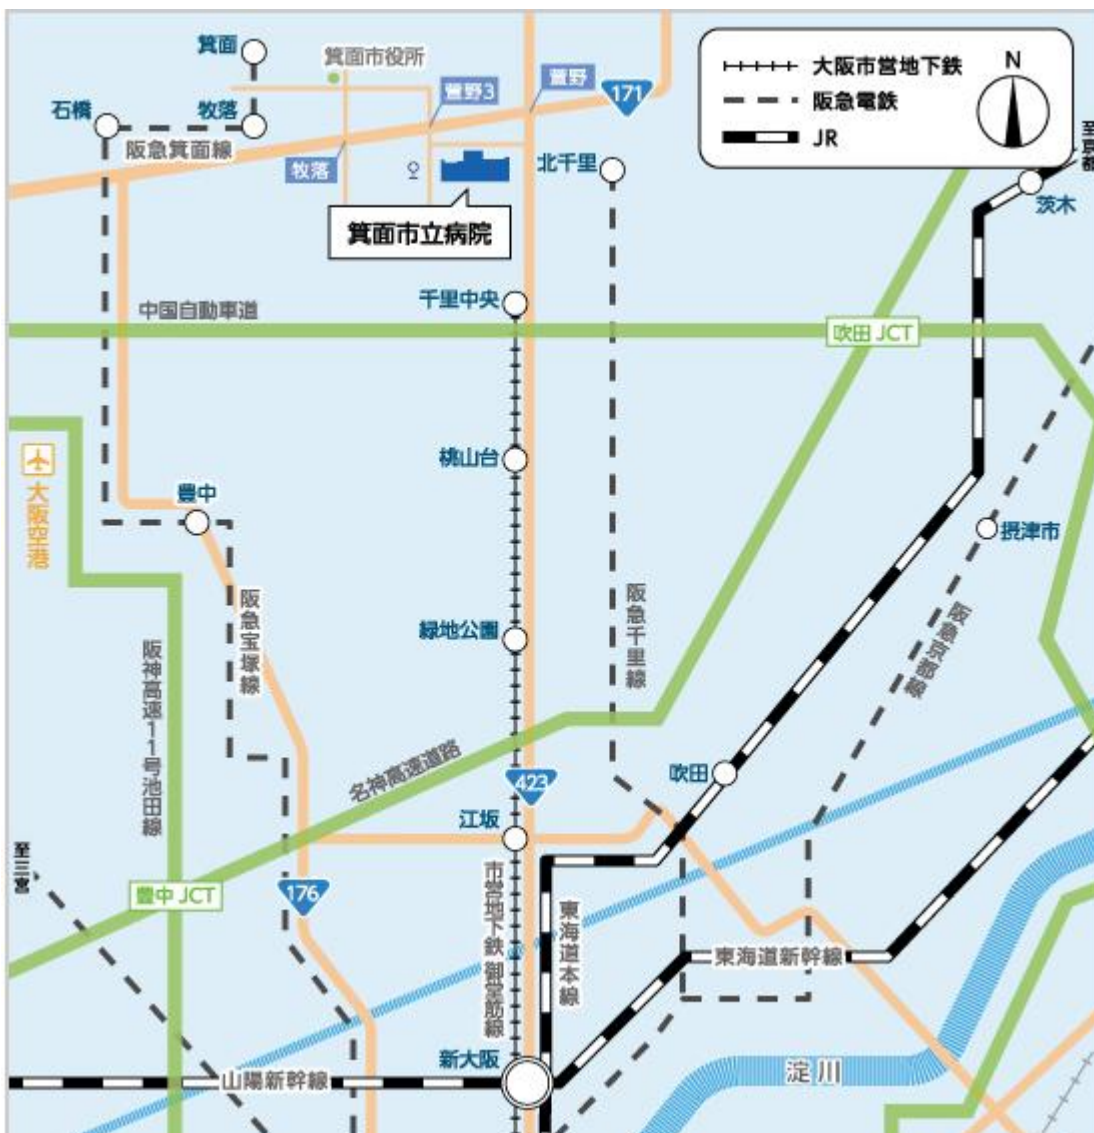 箕面
箕面市役所
萱野
萱野3
171
大阪市営地下鉄
阪急電鉄
JR
N
至京都
石橋
牧落
阪急箕面線
牧落
北千里
茨木
箕面市立病院
千里中央
中国自動車道
吹田 JCT
桃山台
大阪空港
豊中
摂津市
阪急宝塚線
阪急千里線
阪急京都線
緑地公園
阪神高速11号池田線
名神高速道路
423
吹田
江坂
至三宮
豊中 JCT
176
市営地下鉄 御堂筋線
東海道本線
東海道新幹線
新大阪
山陽新幹線
淀川